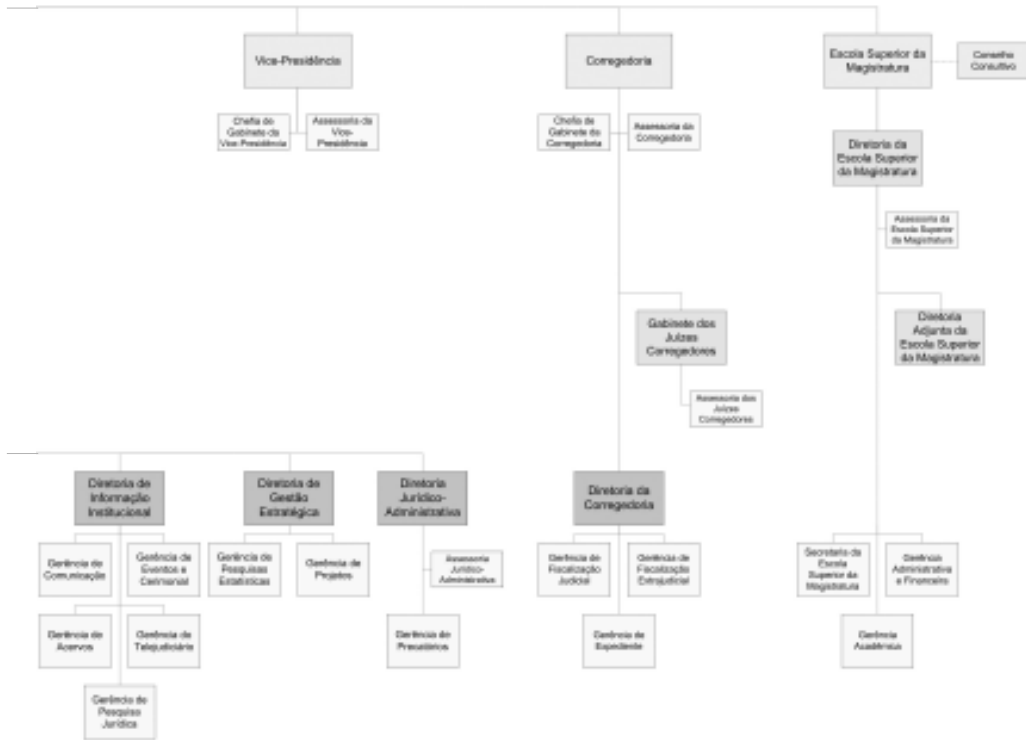 Vice-Presidência
Corregedoria
Escola Superior da
Magistratura
Conselho
Consultivo
Chefia de
Gabinete da
Vice-Presidência
Assessoria da
Vice-
Presidência
Chefia de
Gabinete da
Corregedoria
Assessoria da
Corregedoria
Diretoria da
Escola Superior
da Magistratura
Assessoria da
Escola Superior
da Magistratura
Gabinete dos
Juízes
Corregedores
Diretoria
Adjunta da
Escola Superior
da Magistratura
Assessoria dos
Juízes
Corregedores
Diretoria de
Informação
Institucional
Diretoria de
Gestão
Estratégica
Diretoria
Jurídico-
Administrativa
Diretoria da
Corregedoria
Gerência de
Comunicação
Gerência de
Eventos e
Cerimonial
Gerência de
Pesquisas
Estatísticas
Gerência de
Projetos
Assessoria
Jurídico-
Administrativa
Gerência de
Fiscalização
Judicial
Gerência de
Fiscalização
Extrajudicial
Secretaria da
Escola
Superior da
Magistratura
Gerência
Administrativa
e Financeira
Gerência de
Acervos
Gerência de
Telejudiciário
Gerência de
Precatórios
Gerência de
Expediente
Gerência
Acadêmica
Gerência de
Pesquisa
Jurídica